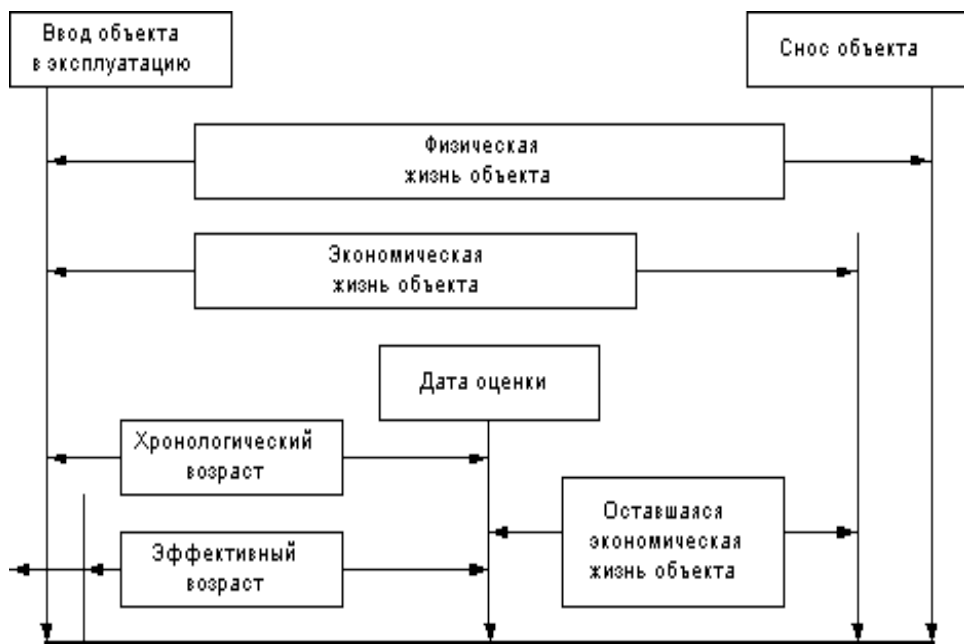 Ввод объекта
в эксплуатацию
Снос объекта
Физическая
жизнь объекта
Экономическая
жизнь объекта
Дата оценки
Хронологический
возраст
Оставшаяся
экономическая
жизнь объекта
Эффективный
возраст